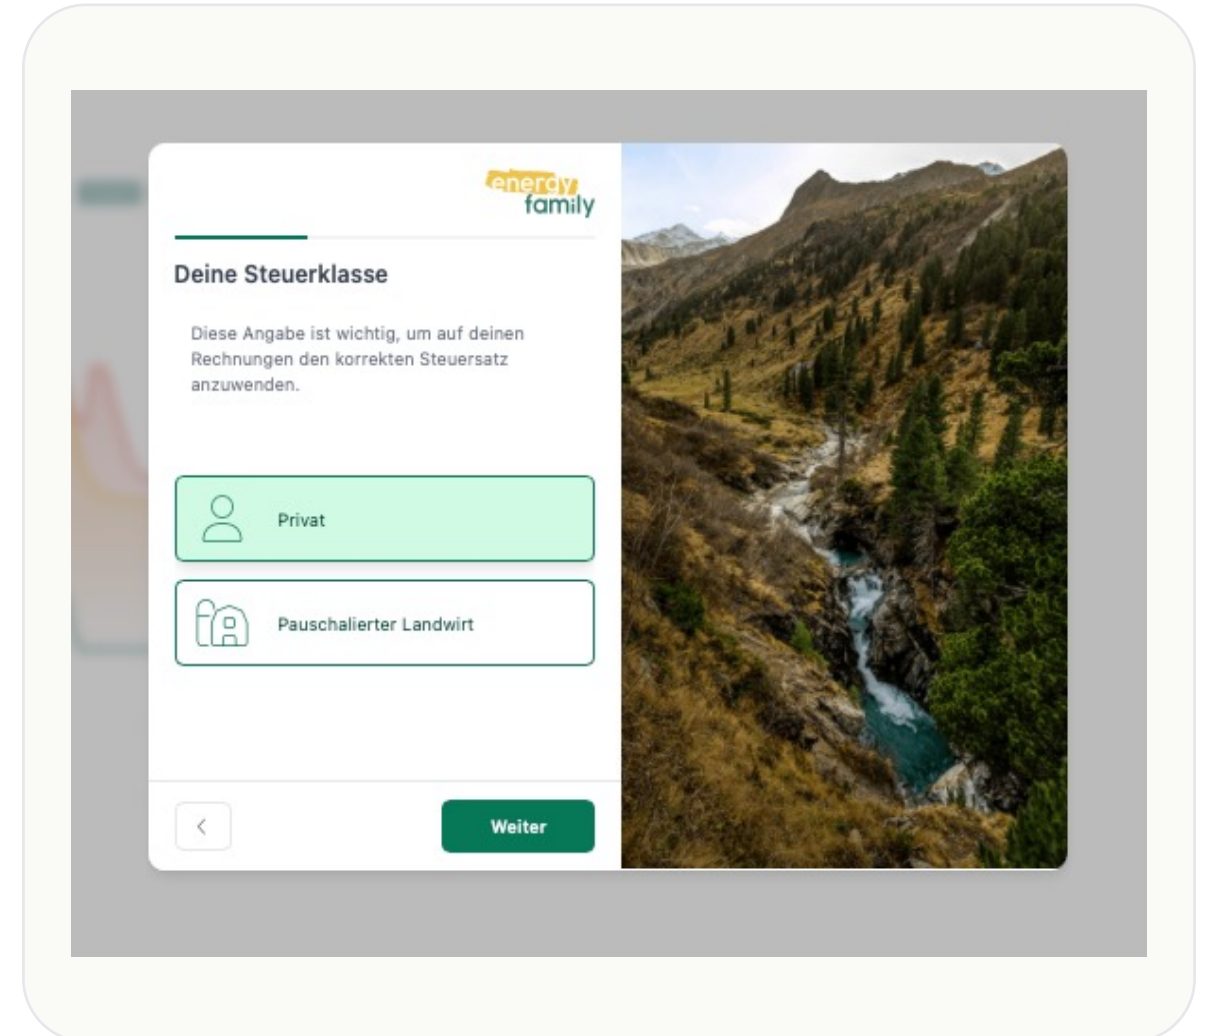 energy
family
Deine Steuerklasse
Diese Angabe ist wichtig, um auf deinen
Rechnungen den korrekten Steuersatz
anzuwenden.
Privat
Pauschalierter Landwirt
Weiter